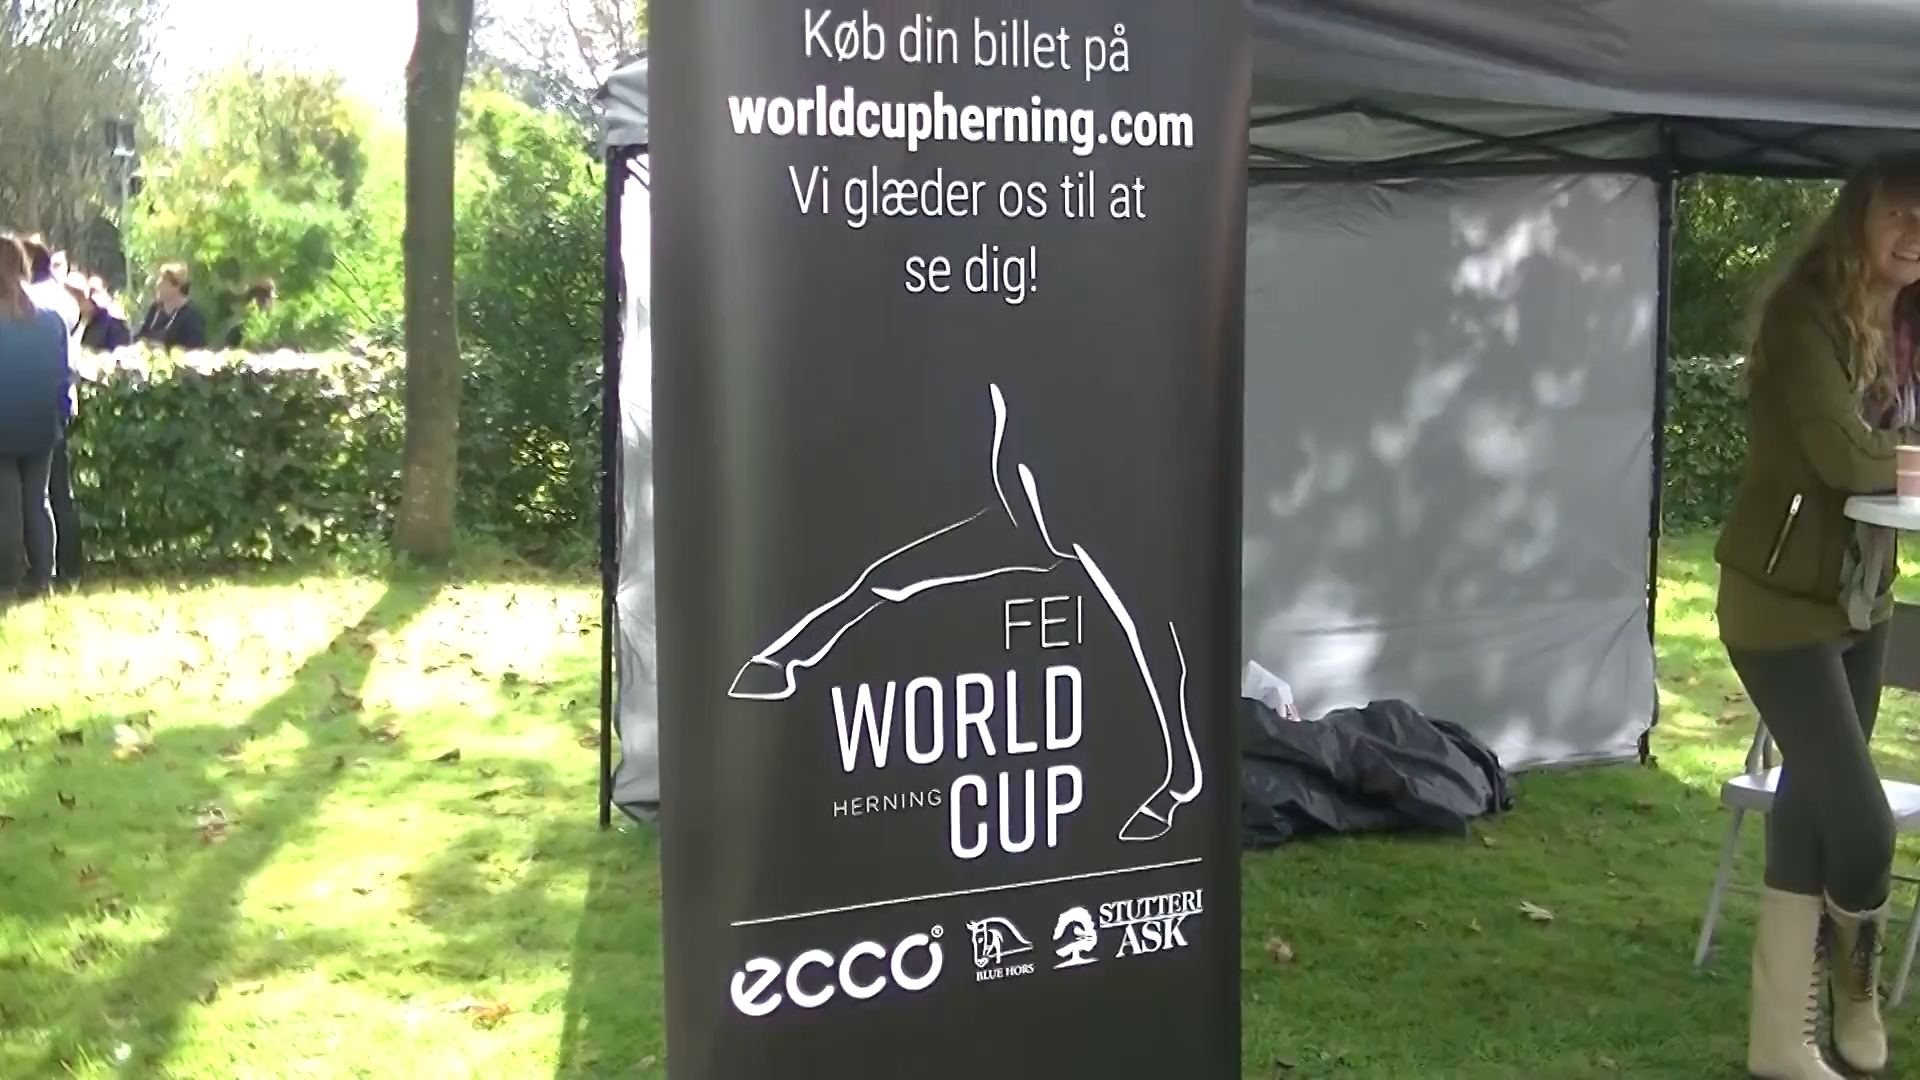 Køb din billet på
worldcupherning.com
Vi glæder os til at
se dig!
FEI
WORLD
HERNING CUP
ecco®
BLUE HORS
STUTTERI
ASK